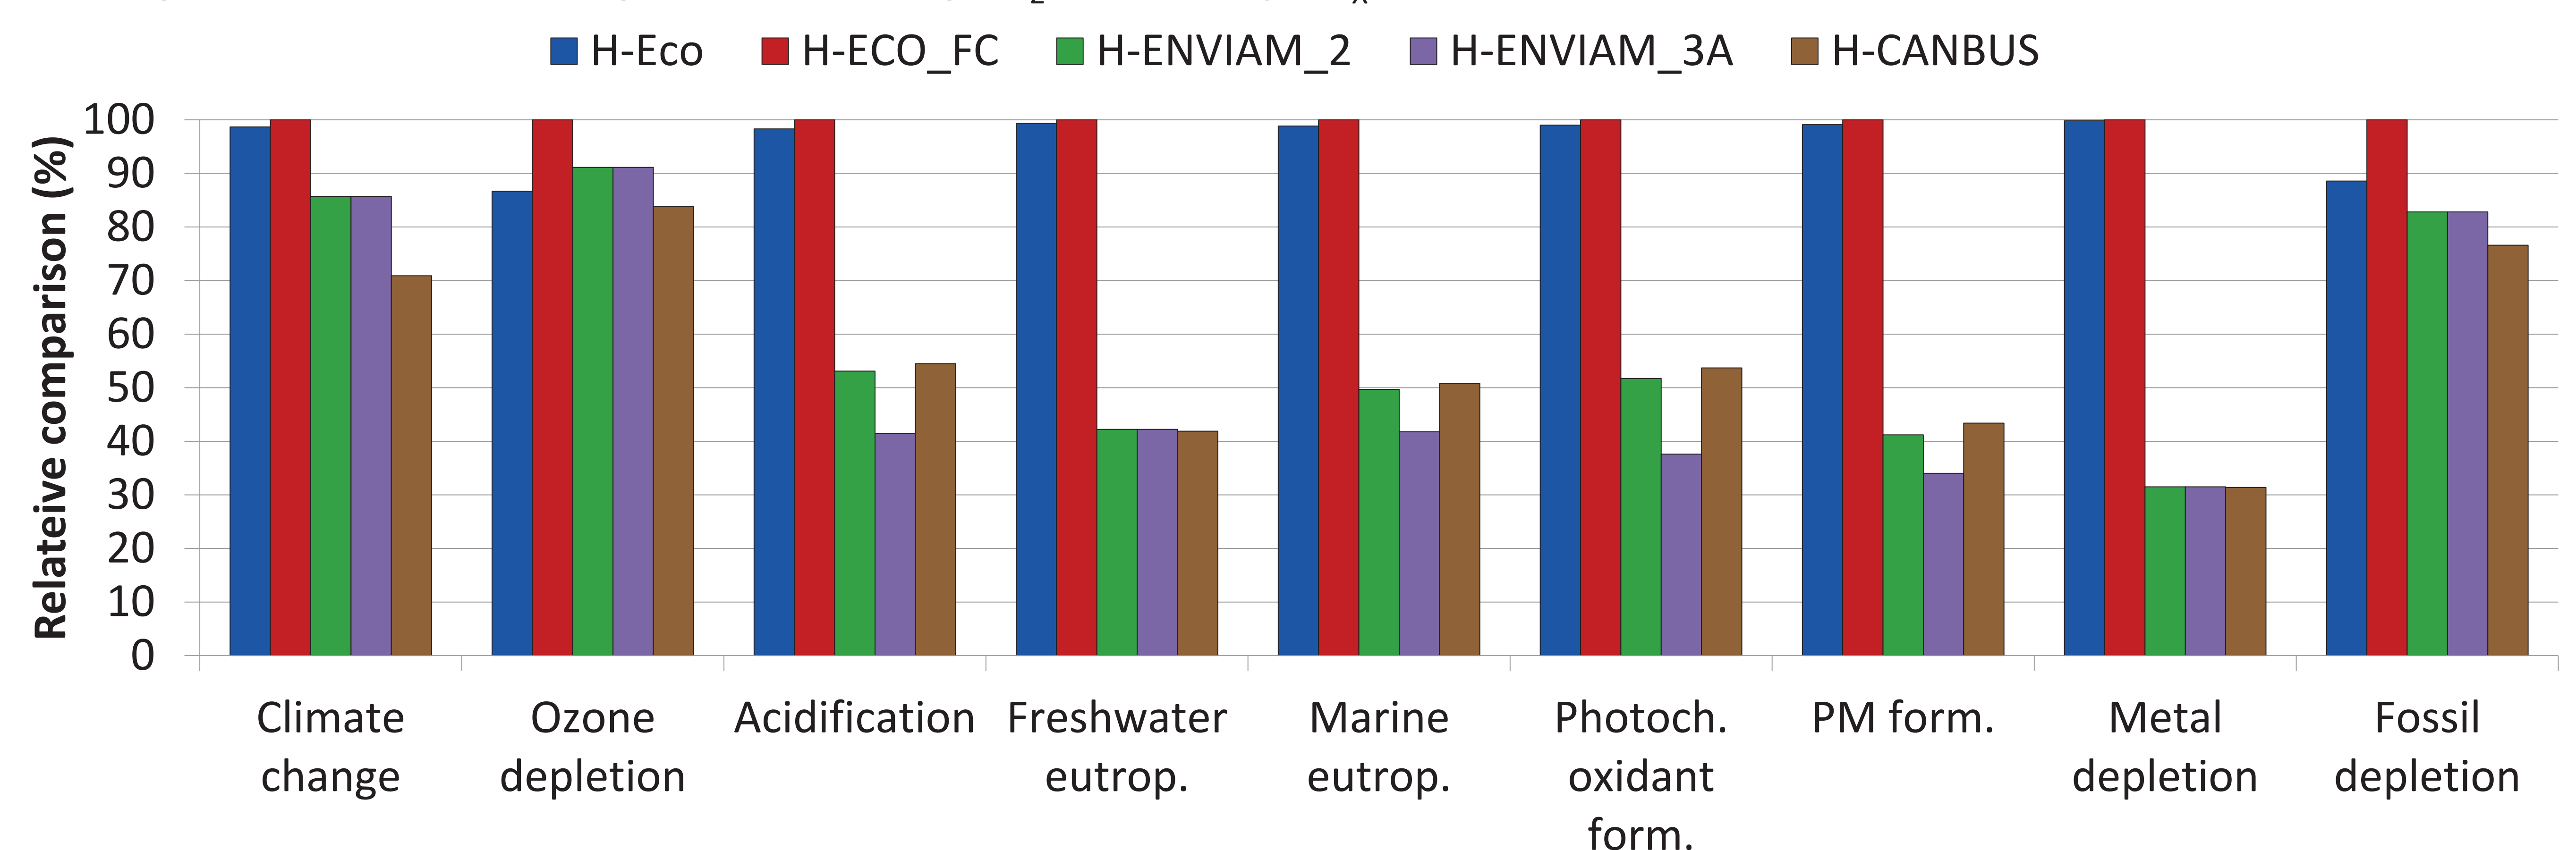 H-Eco H-ECO_FC H-ENVIAM_2 H-ENVIAM_3A H-CANBUS
Relateive comparison (%)
100
90
80
70
60
50
40
30
20
10
0
Climate change
Ozone depletion
Acidification
Freshwater eutrop.
Marine eutrop.
Photoch. oxidant form.
PM form.
Metal depletion
Fossil depletion